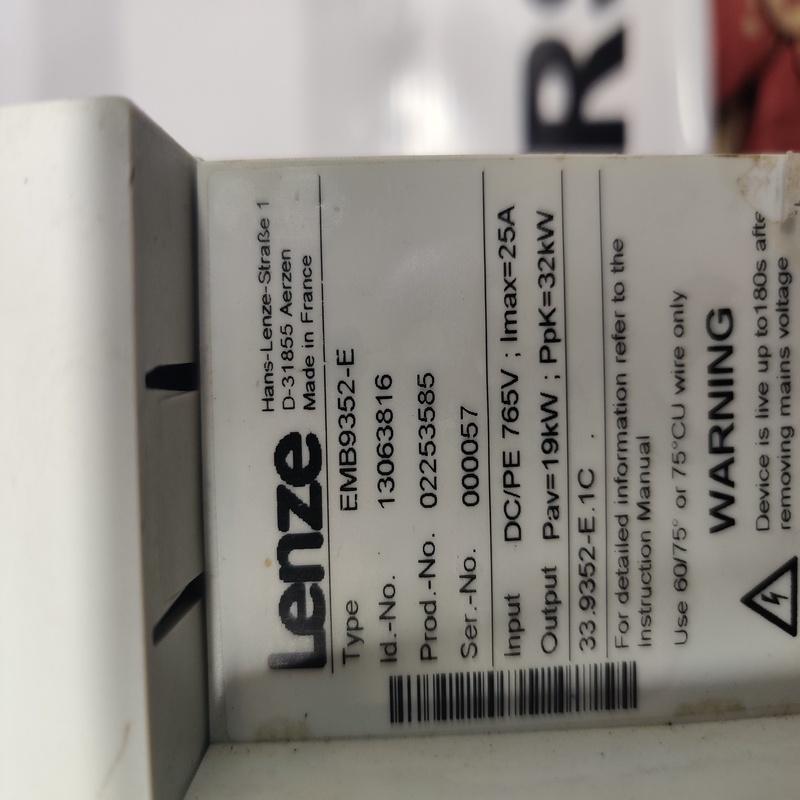 Lenze
Hans-Lenze-Straße 1
D-31855 Aerzen
Made in France
Type EMB9352-E
Id.-No. 13063816
Prod.-No. 02253585
Ser.-No. 000057
Input DC/PE 765V ; Imax=25A
Output Pav=19kW ; PpK=32kW
33.9352-E.1C .
For detailed information refer to the
Instruction Manual
Use 60/75° or 75°CU wire only
WARNING
Device is live up to180s afte
removing mains voltage
RS